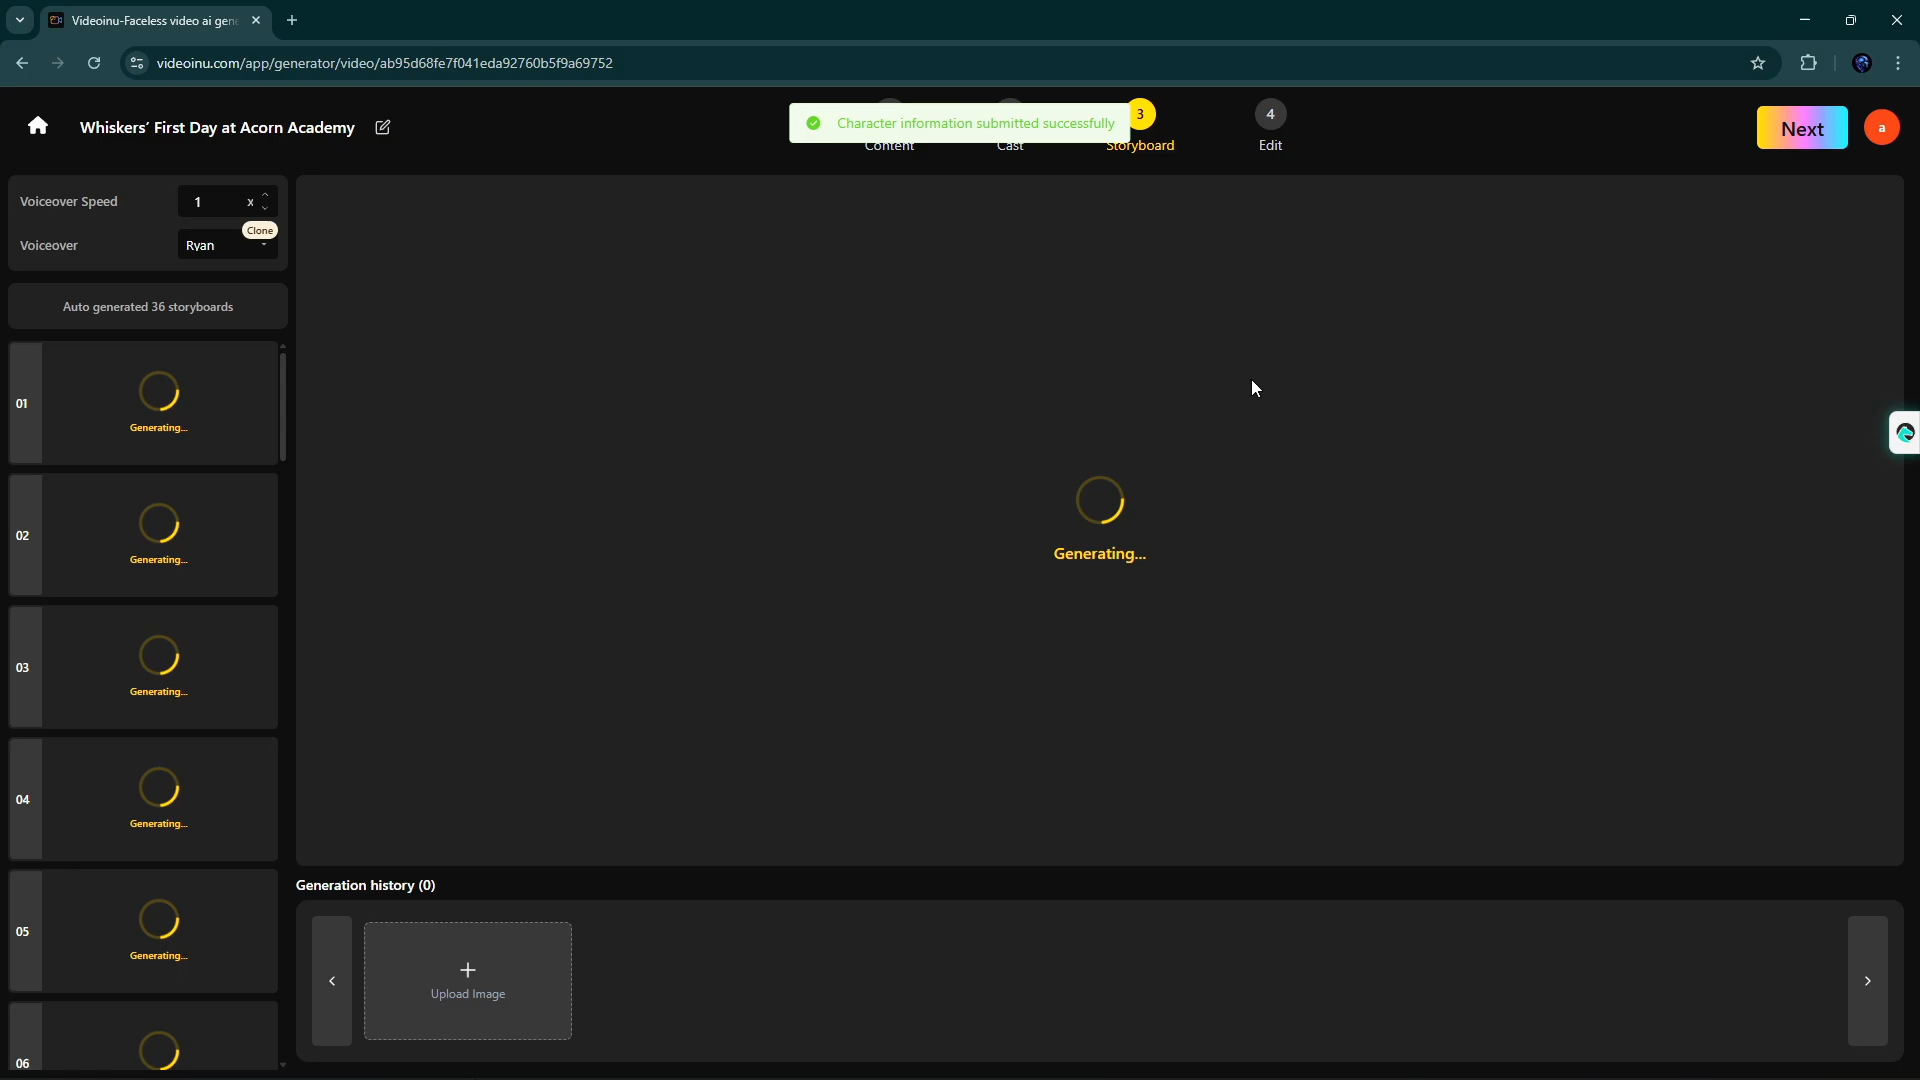 Videoinu-Faceless video ai gen
videoinu.com/app/generator/video/ab95d68fe7f041eda92760b5f9a69752
Whiskers' First Day at Acorn Academy
Character information submitted successfully
Content
Cast
3
Storyboard
4
Edit
Next
a
Voiceover Speed
1 x
Clone
Voiceover
Ryan
Auto generated 36 storyboards
01
Generating...
02
Generating...
03
Generating...
04
Generating...
05
Generating...
06
Generating...
Generation history (0)
Upload Image